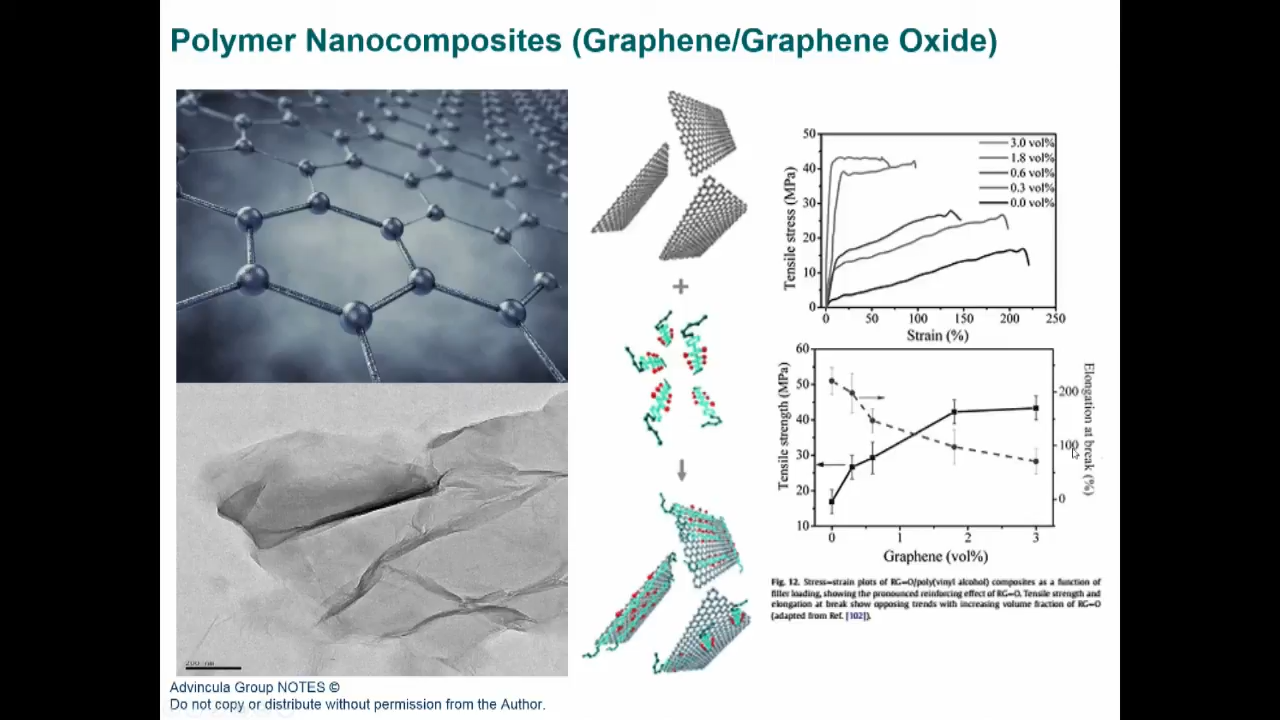 Polymer Nanocomposites (Graphene/Graphene Oxide)
50
40
30
20
10
0
Tensile stress (MPa)
3.0 vol%
1.8 vol%
0.6 vol%
0.3 vol%
0.0 vol%
0 50 100 150 200 250
Strain (%)
+
60
50
40
30
20
10
Tensile strength (MPa)
200
100
0
Elongation at break (%)
0 1 2 3
Graphene (vol%)
Fig. 12. Stress–strain plots of RG–O/poly(vinyl alcohol) composites as a function of
filler loading, showing the pronounced reinforcing effect of RG–O. Tensile strength and
elongation at break show opposing trends with increasing volume fraction of RG–O
(adapted from Ref. [102]).
200 nm
Advincula Group NOTES ©
Do not copy or distribute without permission from the Author.